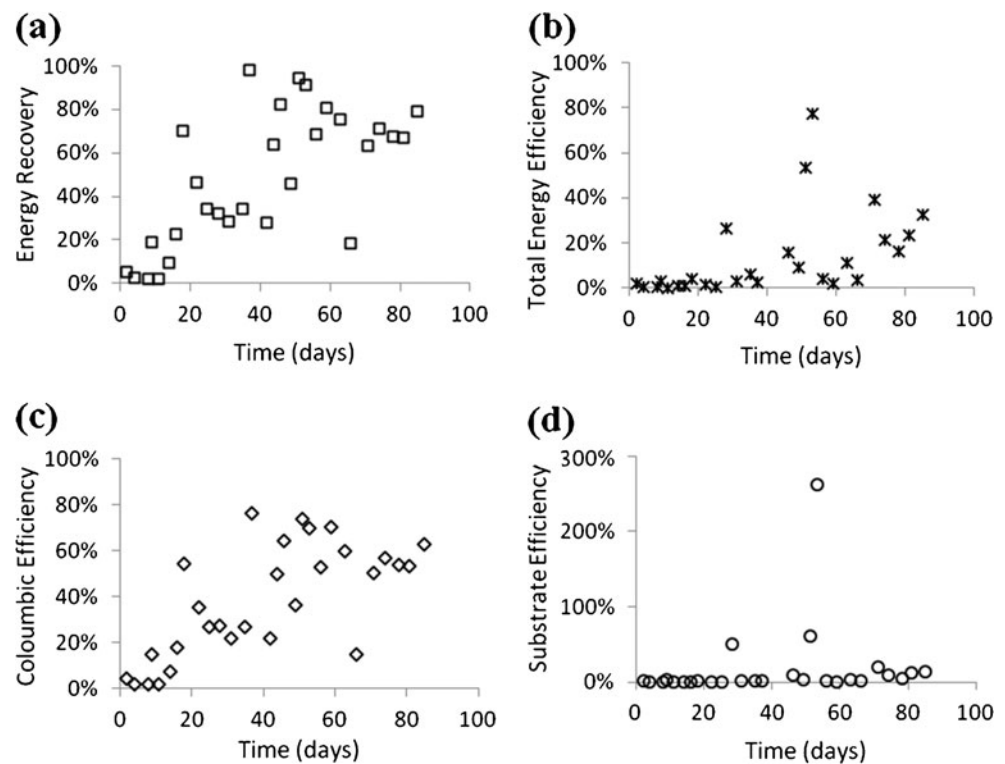 (a)
100%
80%
60%
40%
20%
0%
Energy Recovery
0 20 40 60 80 100
Time (days)
(b)
100%
80%
60%
40%
20%
0%
Total Energy Efficiency
0 20 40 60 80 100
Time (days)
(c)
100%
80%
60%
40%
20%
0%
Coloumbic Efficiency
0 20 40 60 80 100
Time (days)
(d)
300%
200%
100%
0%
Substrate Efficiency
0 20 40 60 80 100
Time (days)